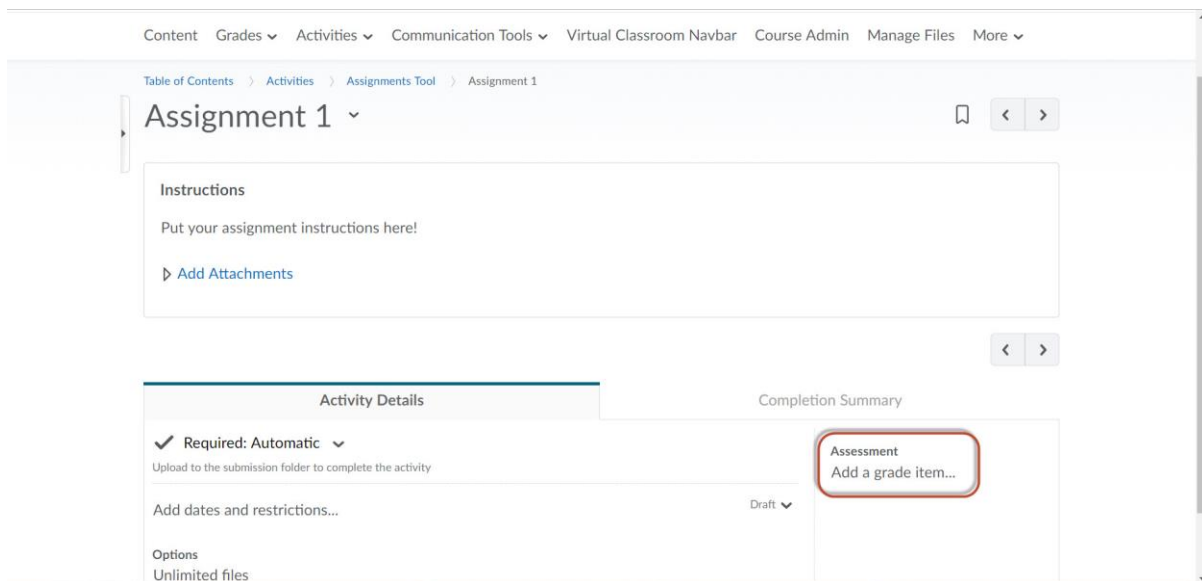 Content Grades Activities Communication Tools Virtual Classroom Navbar Course Admin Manage Files More
Table of Contents Activities Assignments Tool Assignment 1
Assignment 1
Instructions
Put your assignment instructions here!
Add Attachments
Activity Details Completion Summary
Required: Automatic
Upload to the submission folder to complete the activity
Assessment
Add a grade item...
Add dates and restrictions... Draft
Options
Unlimited files